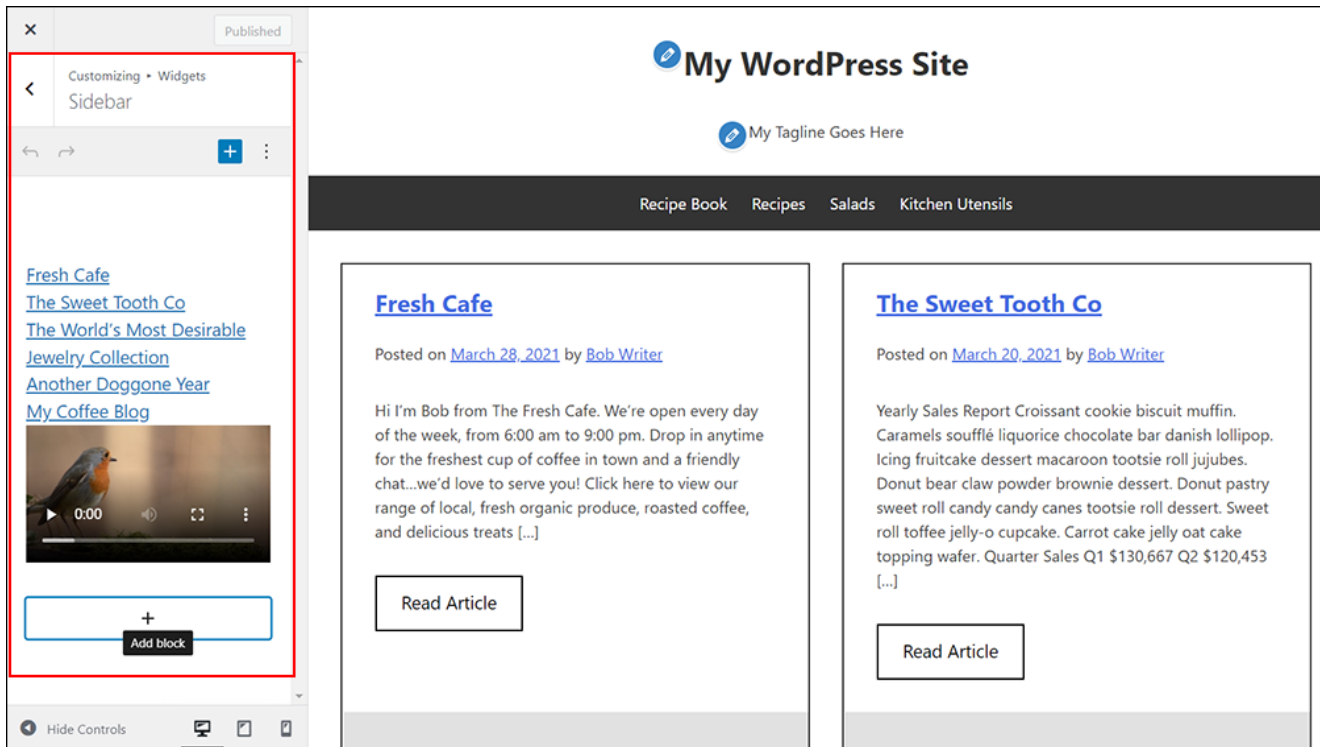 Published
Customizing • Widgets
Sidebar
Fresh Cafe
The Sweet Tooth Co
The World's Most Desirable
Jewelry Collection
Another Doggone Year
My Coffee Blog
0:00
Add block
Hide Controls
My WordPress Site
My Tagline Goes Here
Recipe Book Recipes Salads Kitchen Utensils
Fresh Cafe
Posted on March 28, 2021 by Bob Writer
Hi I'm Bob from The Fresh Cafe. We're open every day
of the week, from 6:00 am to 9:00 pm. Drop in anytime
for the freshest cup of coffee in town and a friendly
chat...we'd love to serve you! Click here to view our
range of local, fresh organic produce, roasted coffee,
and delicious treats [...]
Read Article
The Sweet Tooth Co
Posted on March 20, 2021 by Bob Writer
Yearly Sales Report Croissant cookie biscuit muffin.
Caramels soufflé liquorice chocolate bar danish lollipop.
Icing fruitcake dessert macaroon tootsie roll jujubes.
Donut bear claw powder brownie dessert. Donut pastry
sweet roll candy candy canes tootsie roll dessert. Sweet
roll toffee jelly-o cupcake. Carrot cake jelly oat cake
topping wafer. Quarter Sales Q1 $130,667 Q2 $120,453
[...]
Read Article